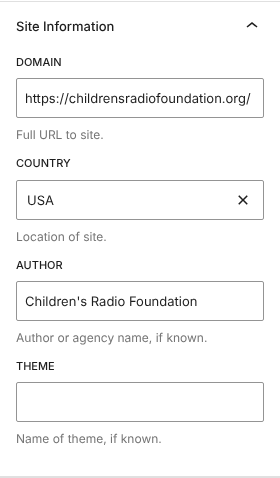 Site Information
DOMAIN
https://childrensradiofoundation.org/
Full URL to site.
COUNTRY
USA
Location of site.
AUTHOR
Children's Radio Foundation
Author or agency name, if known.
THEME
Name of theme, if known.